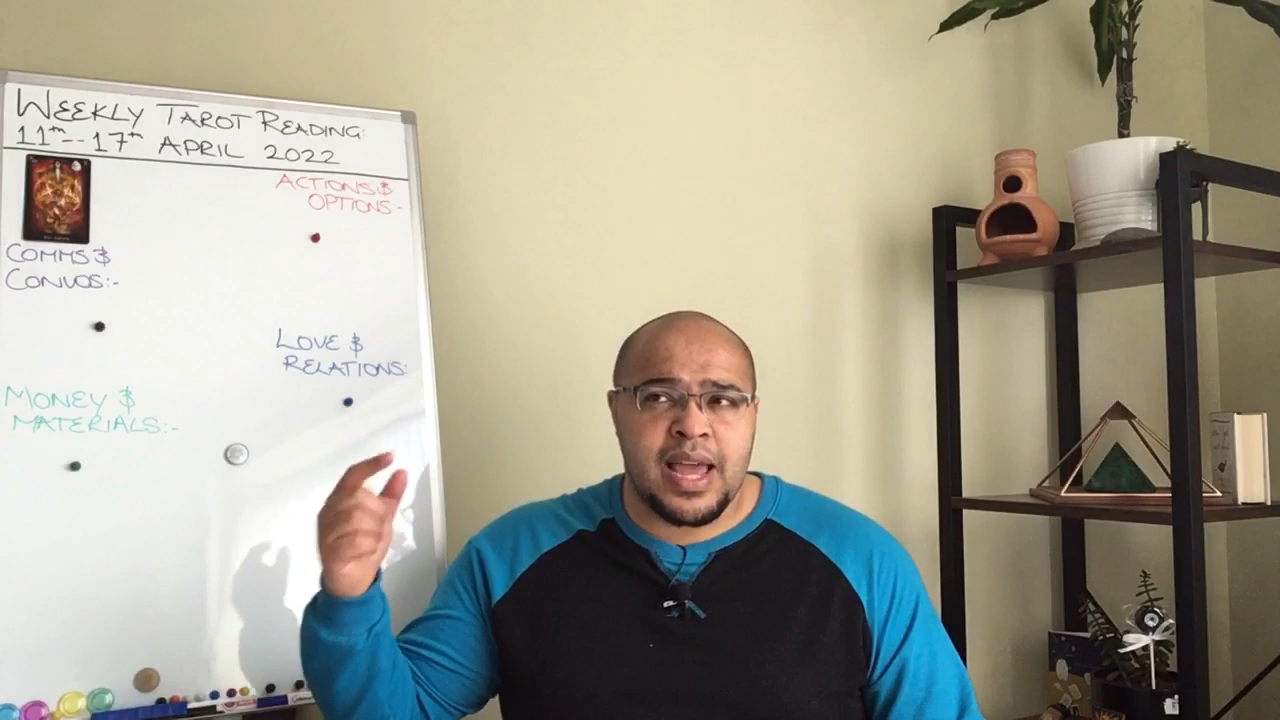 WEEKLY TAROT READING:
11th -- 17th APRIL 2022
ACTIONS &
OPTIONS:-
COMMS &
CONVOS:-
LOVE &
RELATIONS:
MONEY &
MATERIALS:-